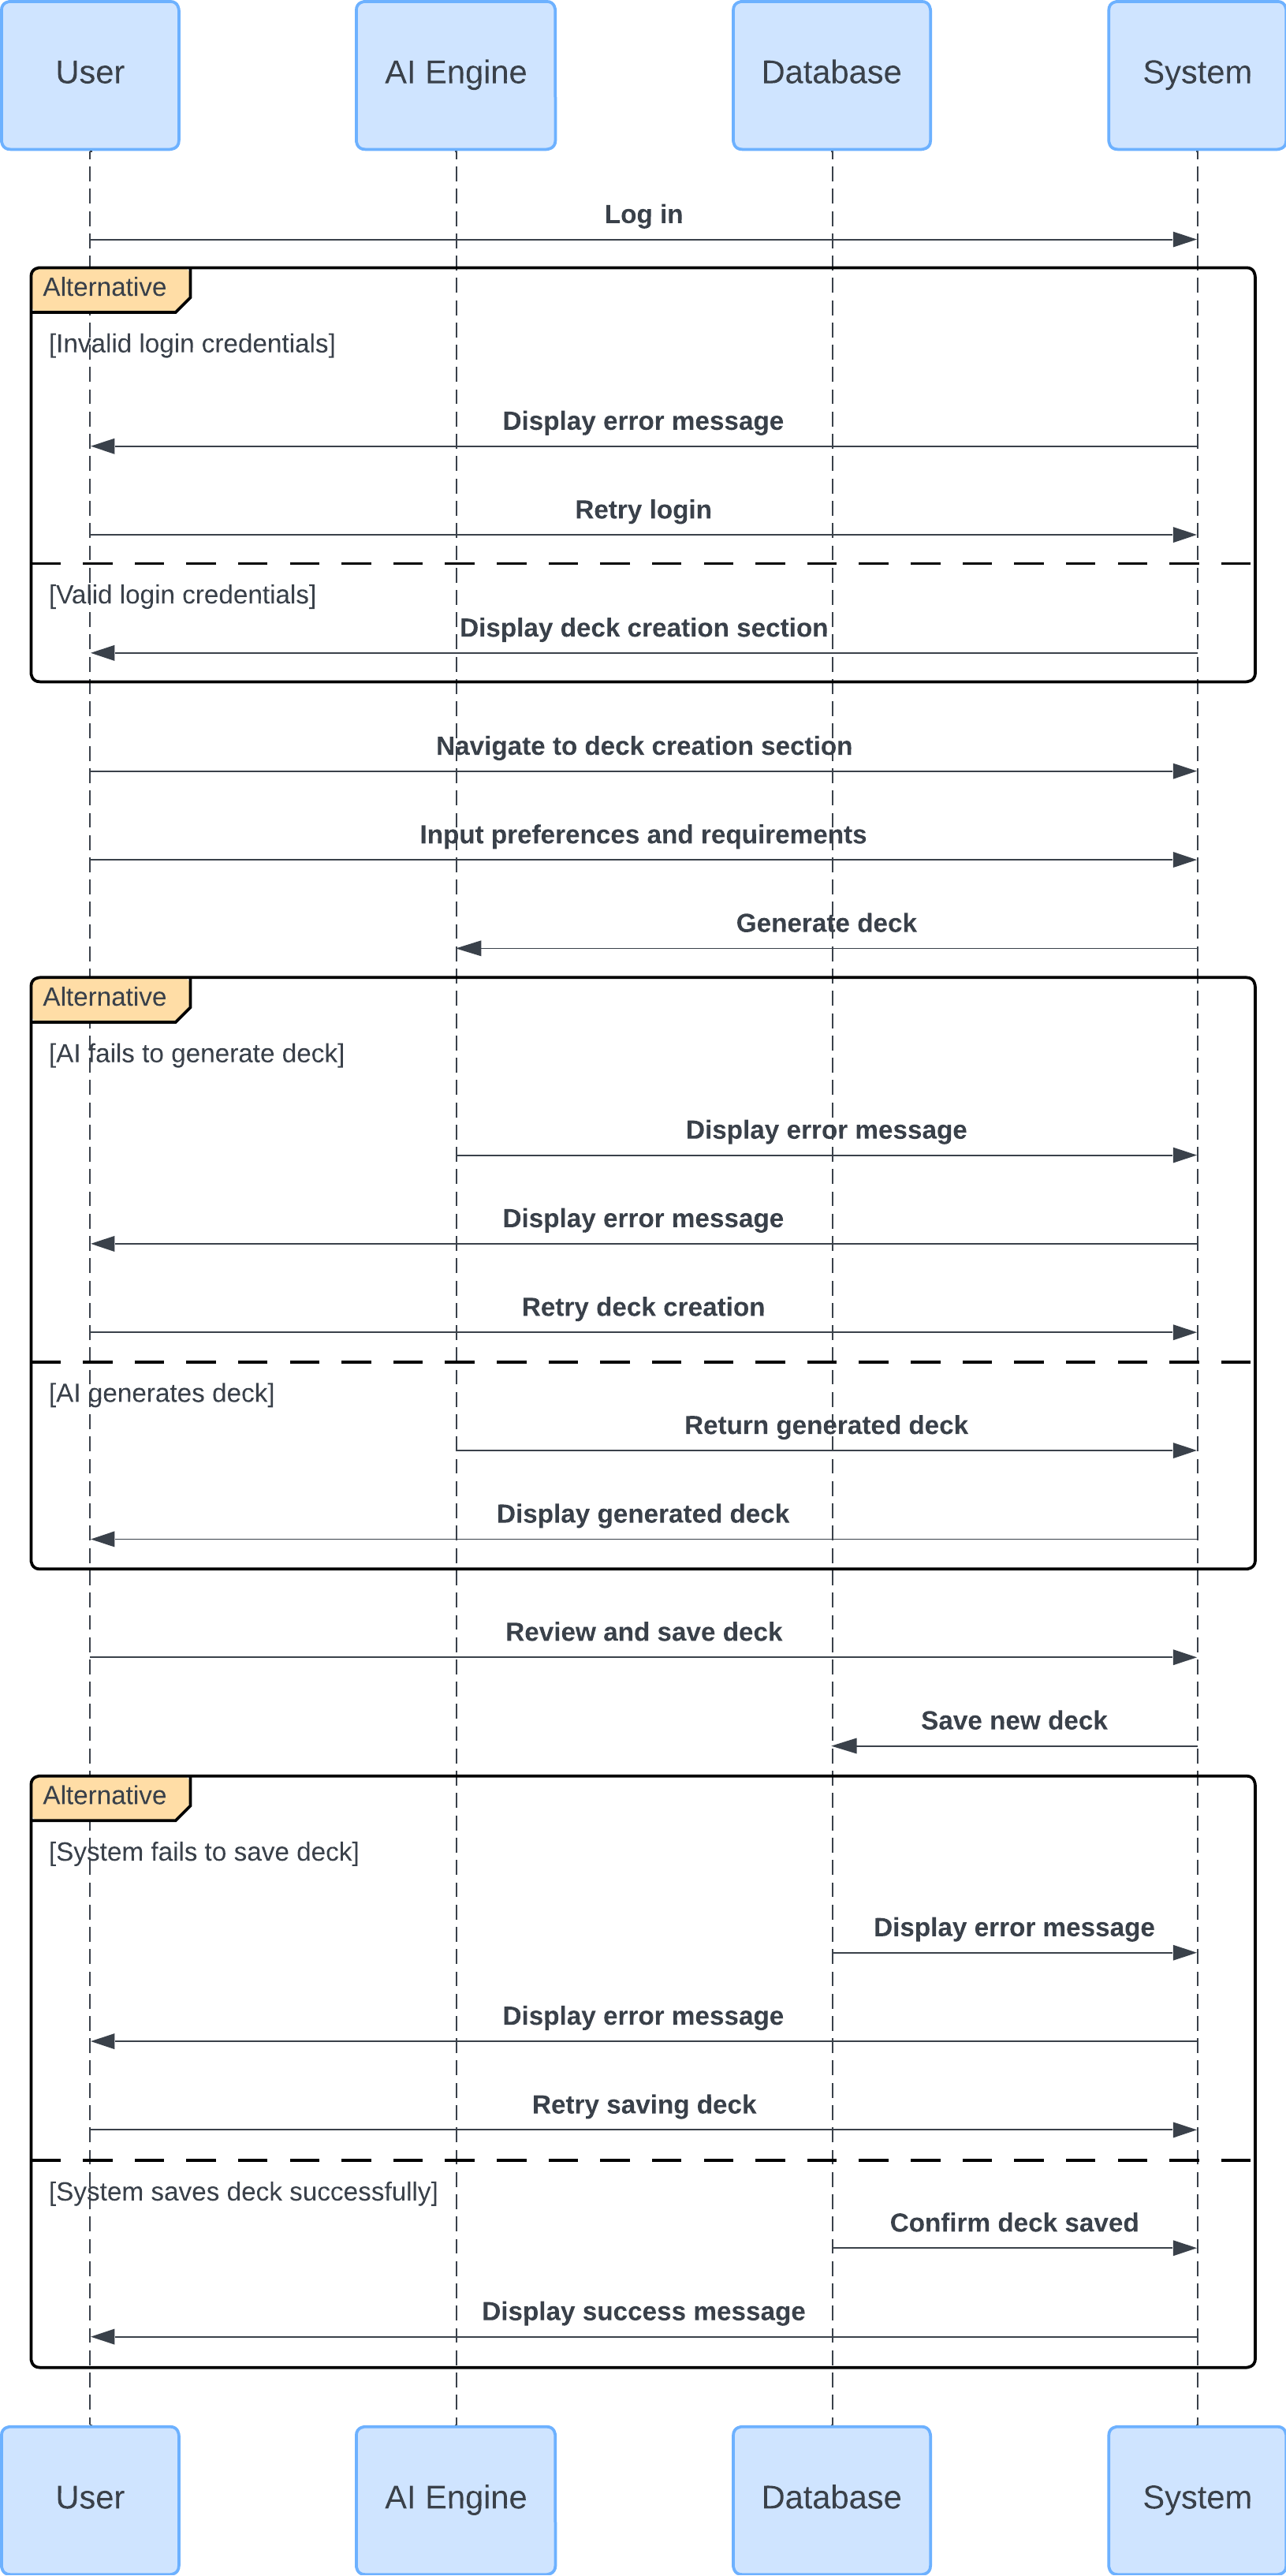 User
AI Engine
Database
System
Log in
Alternative
[Invalid login credentials]
Display error message
Retry login
[Valid login credentials]
Display deck creation section
Navigate to deck creation section
Input preferences and requirements
Generate deck
Alternative
[AI fails to generate deck]
Display error message
Display error message
Retry deck creation
[AI generates deck]
Return generated deck
Display generated deck
Review and save deck
Save new deck
Alternative
[System fails to save deck]
Display error message
Display error message
Retry saving deck
[System saves deck successfully]
Confirm deck saved
Display success message
User
AI Engine
Database
System